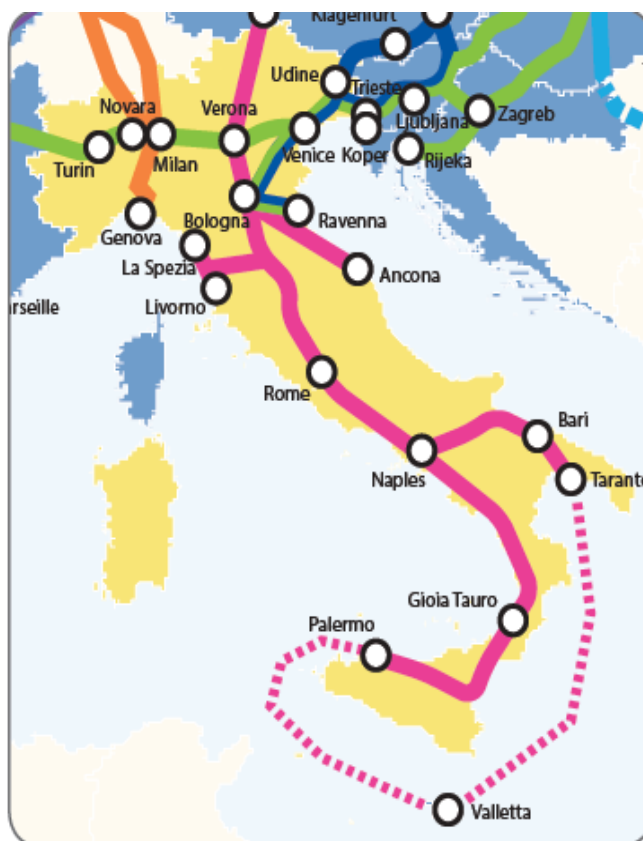 Klagenfurt
Udine
Trieste
Novara
Verona
Ljubljana
Zagreb
Turin
Milan
Venice
Koper
Rijeka
Genova
Bologna
Ravenna
La Spezia
Ancona
Livorno
arseille
Rome
Bari
Naples
Tarant
Gioia Tauro
Palermo
Valletta